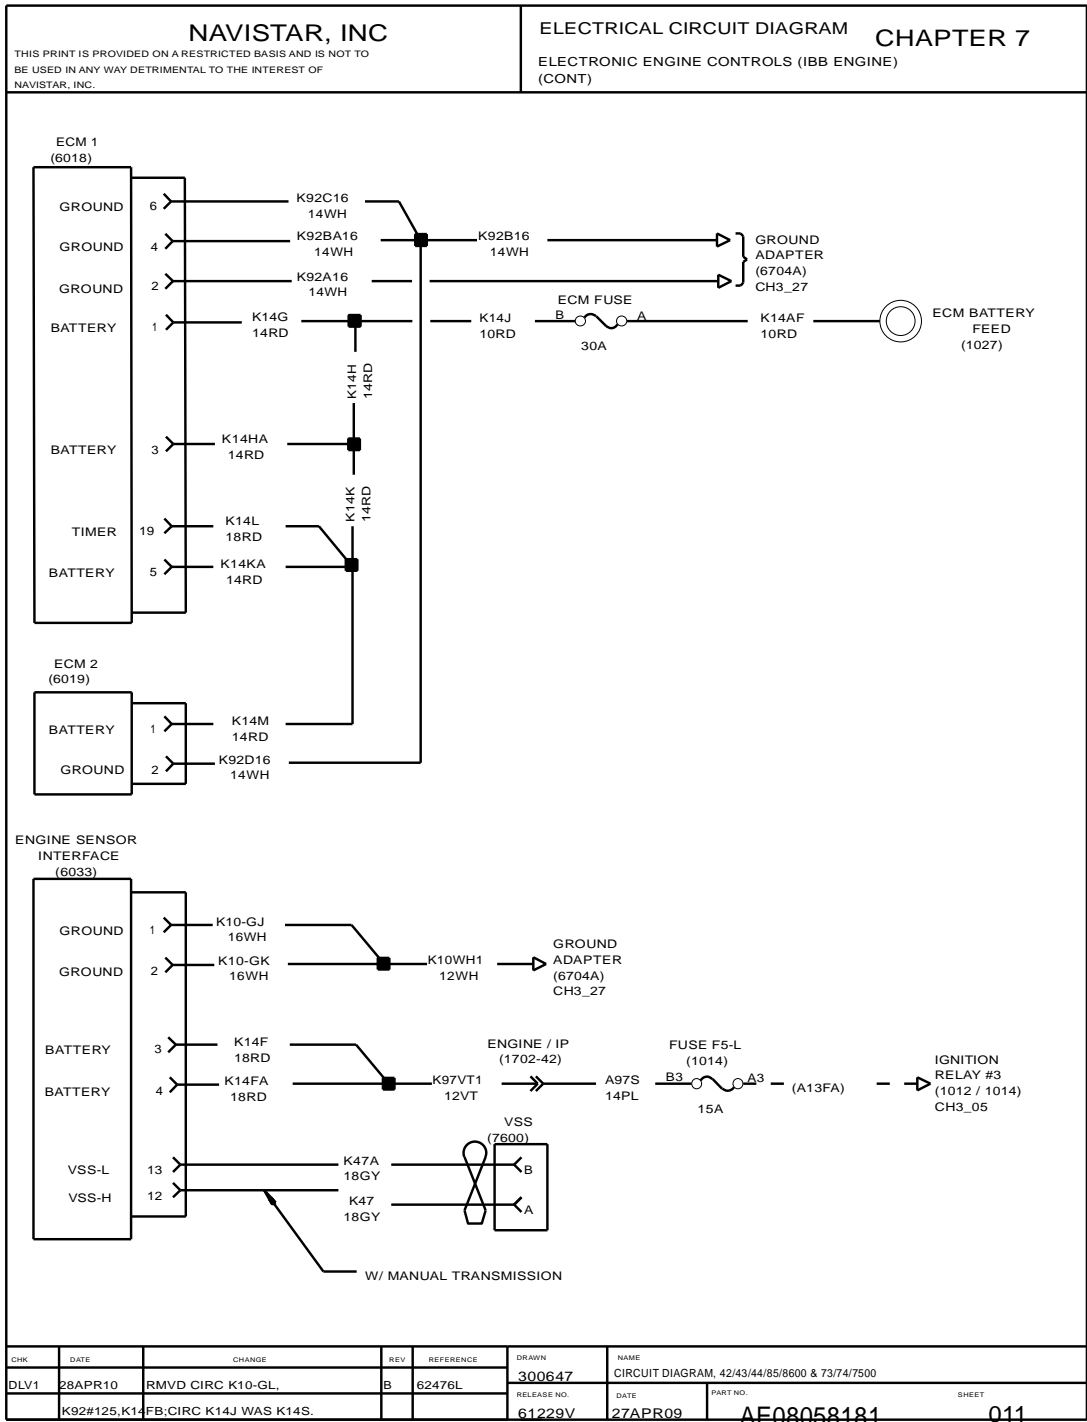 NAVISTAR, INC
THIS PRINT IS PROVIDED ON A RESTRICTED BASIS AND IS NOT TO
BE USED IN ANY WAY DETRIMENTAL TO THE INTEREST OF
NAVISTAR, INC.
ELECTRICAL CIRCUIT DIAGRAM
CHAPTER 7
ELECTRONIC ENGINE CONTROLS (IBB ENGINE)
(CONT)
ECM 1
(6018)
GROUND 6
K92C16
14WH
GROUND 4
K92BA16
14WH
K92B16
14WH
GROUND
ADAPTER
(6704A)
CH3_27
GROUND 2
K92A16
14WH
BATTERY 1
K14G
14RD
K14J
10RD
ECM FUSE
B
A
30A
K14AF
10RD
ECM BATTERY
FEED
(1027)
K14H
14RD
BATTERY 3
K14HA
14RD
K14K
14RD
TIMER 19
K14L
18RD
BATTERY 5
K14KA
14RD
ECM 2
(6019)
BATTERY 1
K14M
14RD
GROUND 2
K92D16
14WH
ENGINE SENSOR
INTERFACE
(6033)
GROUND 1
K10-GJ
16WH
GROUND 2
K10-GK
16WH
K10WH1
12WH
GROUND
ADAPTER
(6704A)
CH3_27
BATTERY 3
K14F
18RD
BATTERY 4
K14FA
18RD
K97VT1
12VT
ENGINE / IP
(1702-42)
A97S
14PL
FUSE F5-L
(1014)
B3
A3
15A
(A13FA)
IGNITION
RELAY #3
(1012 / 1014)
CH3_05
VSS
(7600)
VSS-L 13
K47A
18GY
B
VSS-H 12
K47
18GY
A
W/ MANUAL TRANSMISSION
CHK DATE CHANGE REV REFERENCE
DLV1 28APR10 RMVD CIRC K10-GL, B 62476L
K92#125,K14FB;CIRC K14J WAS K14S.
DRAWN
300647
NAME
CIRCUIT DIAGRAM, 42/43/44/85/8600 & 73/74/7500
RELEASE NO.
61229V
DATE
27APR09
PART NO.
AE08058181
SHEET
011